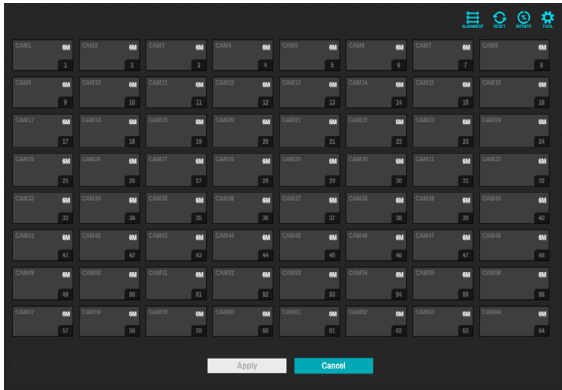 ALIGNMENT RESET BITRATE TOOL
CAM1 6M CAM2 6M CAM3 6M CAM4 6M CAM5 6M CAM6 6M CAM7 6M CAM8 6M
1 2 3 4 5 6 7 8
CAM9 6M CAM10 6M CAM11 6M CAM12 6M CAM13 6M CAM14 6M CAM15 6M CAM16 6M
9 10 11 12 13 14 15 16
CAM17 6M CAM18 6M CAM19 6M CAM20 6M CAM21 6M CAM22 6M CAM23 6M CAM24 6M
17 18 19 20 21 22 23 24
CAM25 6M CAM26 6M CAM27 6M CAM28 6M CAM29 6M CAM30 6M CAM31 6M CAM32 6M
25 26 27 28 29 30 31 32
CAM33 6M CAM34 6M CAM35 6M CAM36 6M CAM37 6M CAM38 6M CAM39 6M CAM40 6M
33 34 35 36 37 38 39 40
CAM41 6M CAM42 6M CAM43 6M CAM44 6M CAM45 6M CAM46 6M CAM47 6M CAM48 6M
41 42 43 44 45 46 47 48
CAM49 6M CAM50 6M CAM51 6M CAM52 6M CAM53 6M CAM54 6M CAM55 6M CAM56 6M
49 50 51 52 53 54 55 56
CAM57 6M CAM58 6M CAM59 6M CAM60 6M CAM61 6M CAM62 6M CAM63 6M CAM64 6M
57 58 59 60 61 62 63 64
Apply Cancel